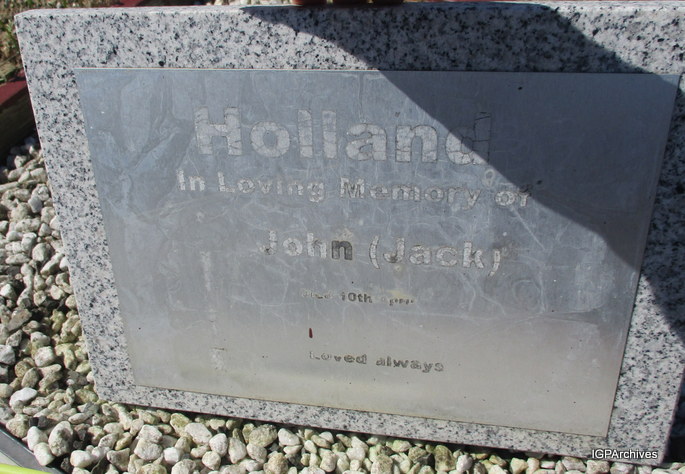 Holland
In Loving Memory of
John (Jack)
10th
Loved always
IGPArchives